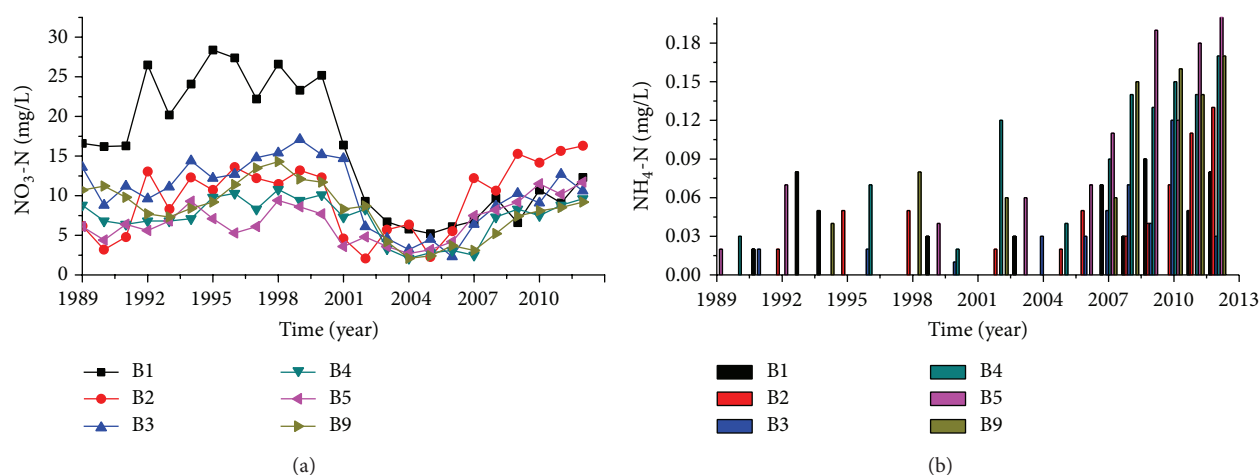 30
25
20
15
10
5
0
NO3-N (mg/L)
1989 1992 1995 1998 2001 2004 2007 2010
Time (year)
B1 B4
B2 B5
B3 B9
(a)
0.18
0.15
0.12
0.09
0.06
0.03
0.00
NH4-N (mg/L)
1989 1992 1995 1998 2001 2004 2007 2010 2013
Time (year)
B1 B4
B2 B5
B3 B9
(b)